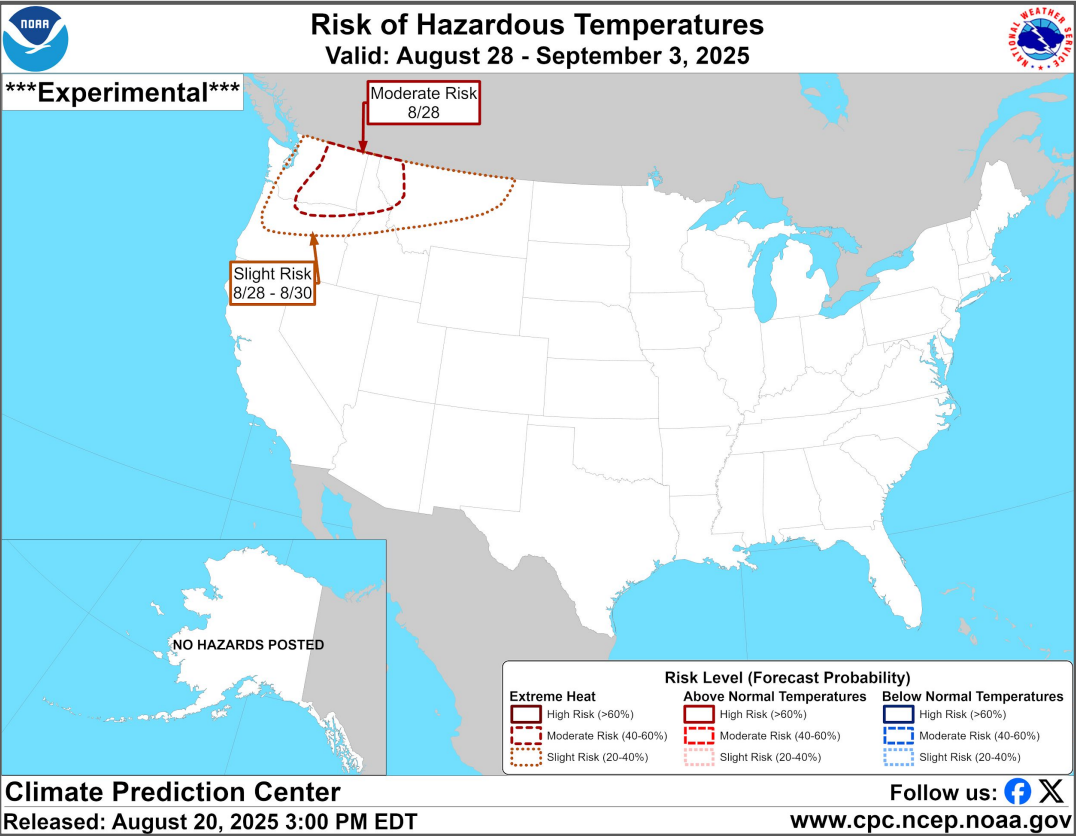 NOAA
Risk of Hazardous Temperatures
Valid: August 28 - September 3, 2025
NATIONAL WEATHER SERVICE
***Experimental***
Moderate Risk
8/28
Slight Risk
8/28 - 8/30
NO HAZARDS POSTED
Risk Level (Forecast Probability)
Extreme Heat
High Risk (>60%)
Moderate Risk (40-60%)
Slight Risk (20-40%)
Above Normal Temperatures
High Risk (>60%)
Moderate Risk (40-60%)
Slight Risk (20-40%)
Below Normal Temperatures
High Risk (>60%)
Moderate Risk (40-60%)
Slight Risk (20-40%)
Climate Prediction Center
Follow us:
Released: August 20, 2025 3:00 PM EDT
www.cpc.ncep.noaa.gov